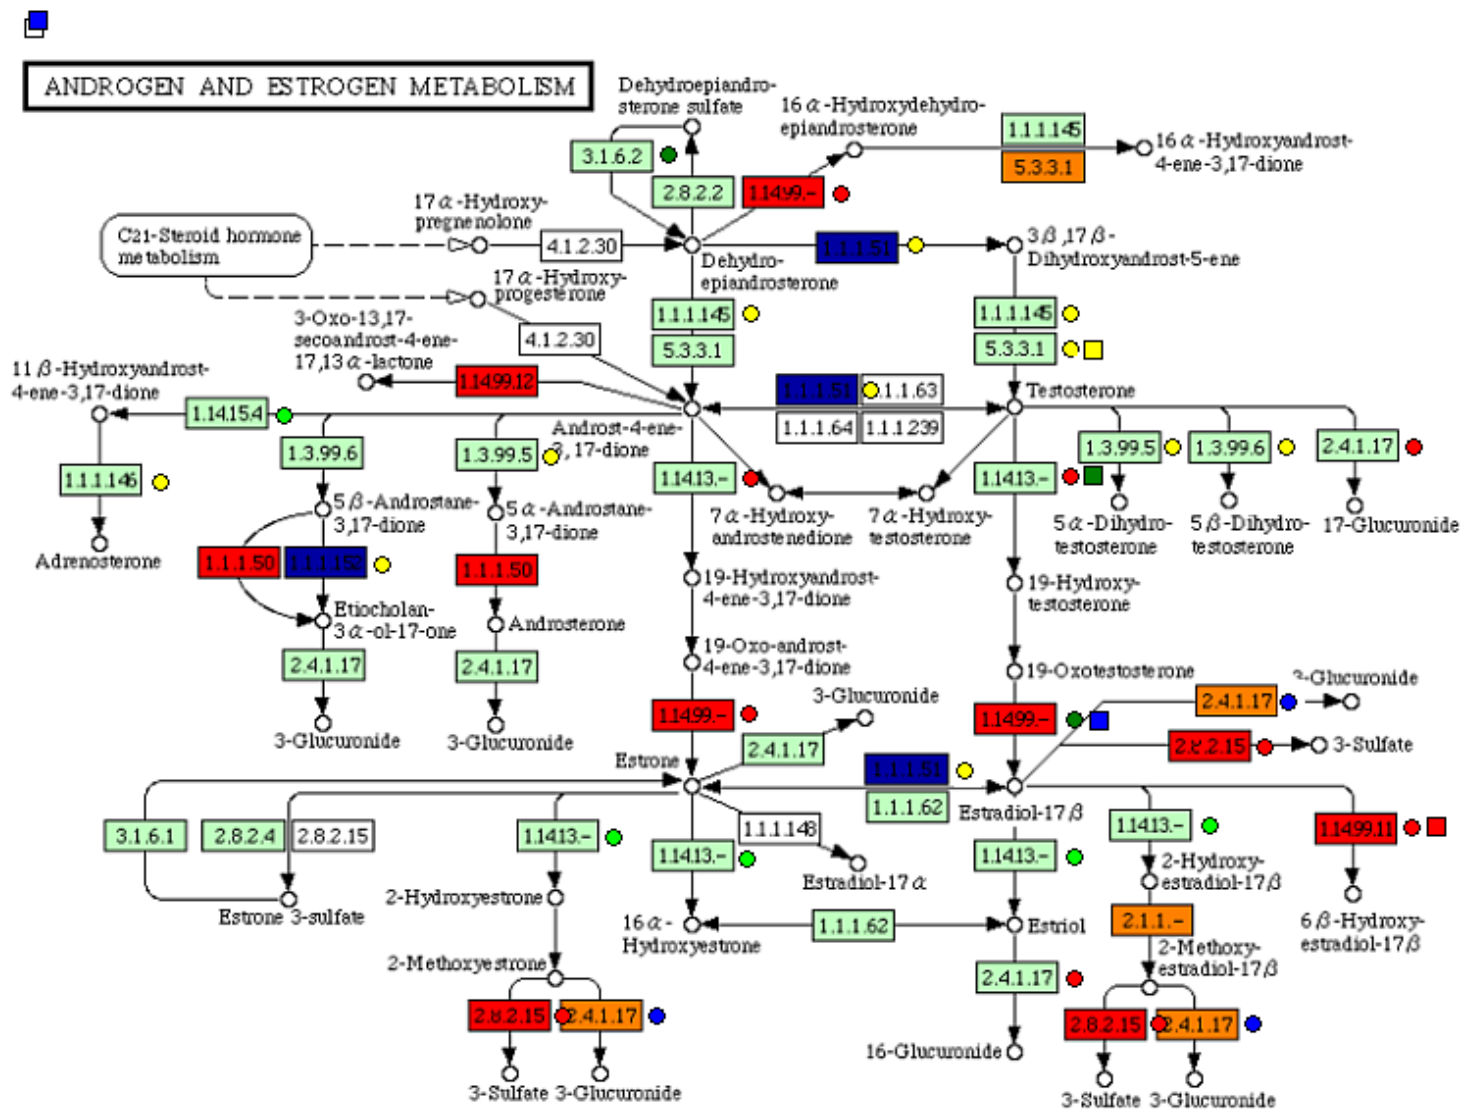 ANDROGEN AND ESTROGEN METABOLISM
Dehydroepiandro-
sterone sulfate
16 α-Hydroxydehydro-
epiandrosterone
1.1.1.145
5.3.3.1
16 α-Hydroxyandrost-
4-ene-3,17-dione
3.1.6.2
2.8.2.2
1.14.99.-
17 α-Hydroxy-
pregnenolone
C21-Steroid hormone
metabolism
4.1.2.30
Dehydro-
epiandrosterone
1.1.1.51
3β,17β-
Dihydroxyandrost-5-ene
17 α-Hydroxy-
progesterone
4.1.2.30
1.1.1.145
5.3.3.1
1.1.1.145
5.3.3.1
3-Oxo-13,17-
secoandrost-4-ene-
17,13 α-lactone
1.14.99.12
11 β-Hydroxyandrost-
4-ene-3,17-dione
1.14.15.4
Androst-4-ene-
3,17-dione
1.1.1.51
1.1.1.63
1.1.1.64
1.1.1.239
Testosterone
1.1.1.146
Adrenosterone
1.3.99.6
5 β-Androstane-
3,17-dione
1.1.1.50
1.1.1.152
Etiocholan-
3 α-ol-17-one
2.4.1.17
3-Glucuronide
1.3.99.5
5 α-Androstane-
3,17-dione
1.1.1.50
Androsterone
2.4.1.17
3-Glucuronide
1.14.13.-
7 α-Hydroxy-
androstenedione
7 α-Hydroxy-
testosterone
1.14.13.-
1.3.99.5
5 α-Dihydro-
testosterone
1.3.99.6
5 β-Dihydro-
testosterone
2.4.1.17
17-Glucuronide
19-Hydroxyandrost-
4-ene-3,17-dione
19-Hydroxy-
testosterone
19-Oxo-androst-
4-ene-3,17-dione
19-Oxotestosterone
1.14.99.-
3-Glucuronide
2.4.1.17
1.14.99.-
2.4.1.17
3-Glucuronide
2.8.2.15
3-Sulfate
Estrone
1.1.1.51
1.1.1.62
Estradiol-17β
3.1.6.1
2.8.2.4
2.8.2.15
Estrone 3-sulfate
1.14.13.-
2-Hydroxyestrone
1.14.13.-
1.1.1.148
Estradiol-17 α
1.14.13.-
1.14.13.-
2-Hydroxy-
estradiol-17β
1.14.99.11
6β-Hydroxy-
estradiol-17β
16 α-
Hydroxyestrone
1.1.1.62
Estriol
2.1.1.-
2-Methoxyestrone
2-Methoxy-
estradiol-17β
2.4.1.17
16-Glucuronide
2.8.2.15
2.4.1.17
3-Sulfate
3-Glucuronide
2.8.2.15
2.4.1.17
3-Sulfate
3-Glucuronide